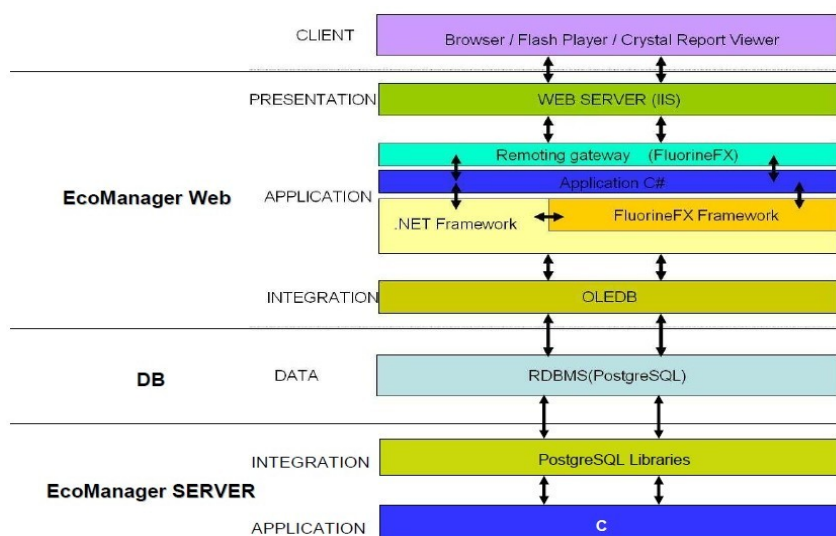 CLIENT
Browser / Flash Player / Crystal Report Viewer
PRESENTATION
WEB SERVER (IIS)
Remoting gateway (FluorineFX)
EcoManager Web
APPLICATION
Application C#
.NET Framework
FluorineFX Framework
INTEGRATION
OLEDB
DB
DATA
RDBMS(PostgreSQL)
INTEGRATION
PostgreSQL Libraries
EcoManager SERVER
APPLICATION
C